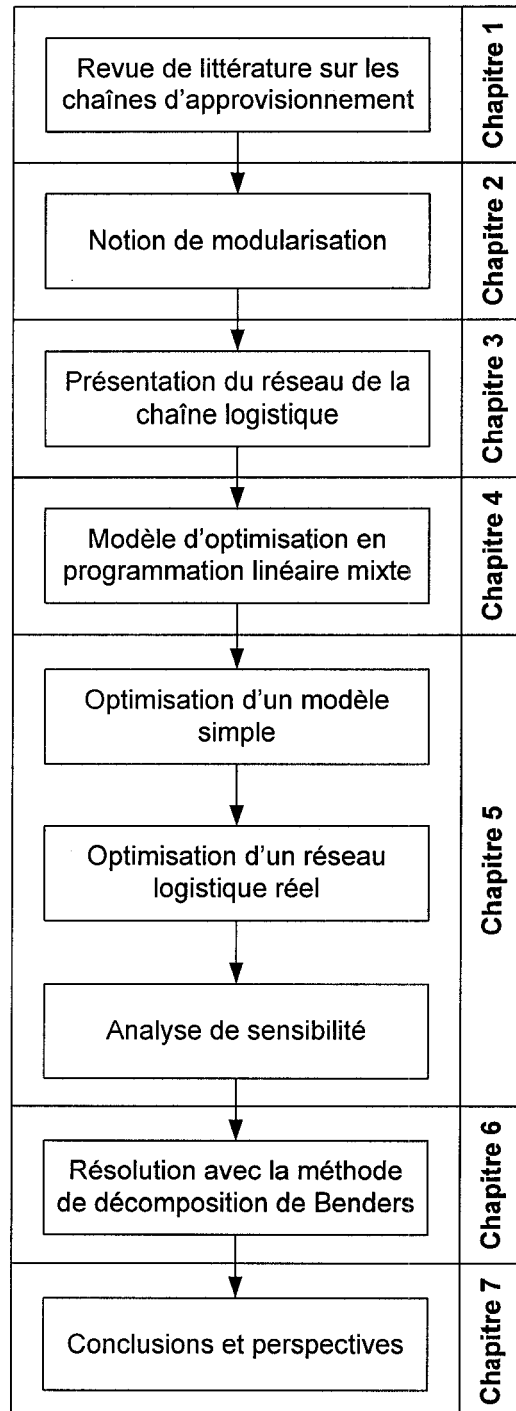 Revue de littérature sur les
chaînes d'approvisionnement
Chapitre 1
Notion de modularisation
Chapitre 2
Présentation du réseau de la
chaîne logistique
Chapitre 3
Modèle d'optimisation en
programmation linéaire mixte
Chapitre 4
Optimisation d'un modèle
simple
Optimisation d'un réseau
logistique réel
Analyse de sensibilité
Chapitre 5
Résolution avec la méthode
de décomposition de Benders
Chapitre 6
Conclusions et perspectives
Chapitre 7